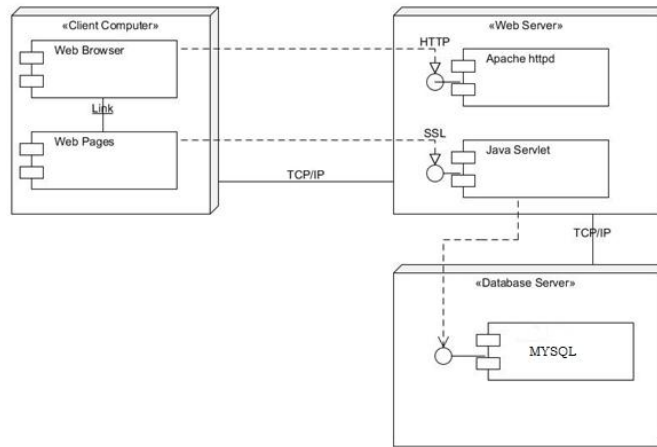 «Client Computer»
Web Browser
Link
Web Pages
TCP/IP
«Web Server»
HTTP
Apache httpd
SSL
Java Servlet
TCP/IP
«Database Server»
MYSQL